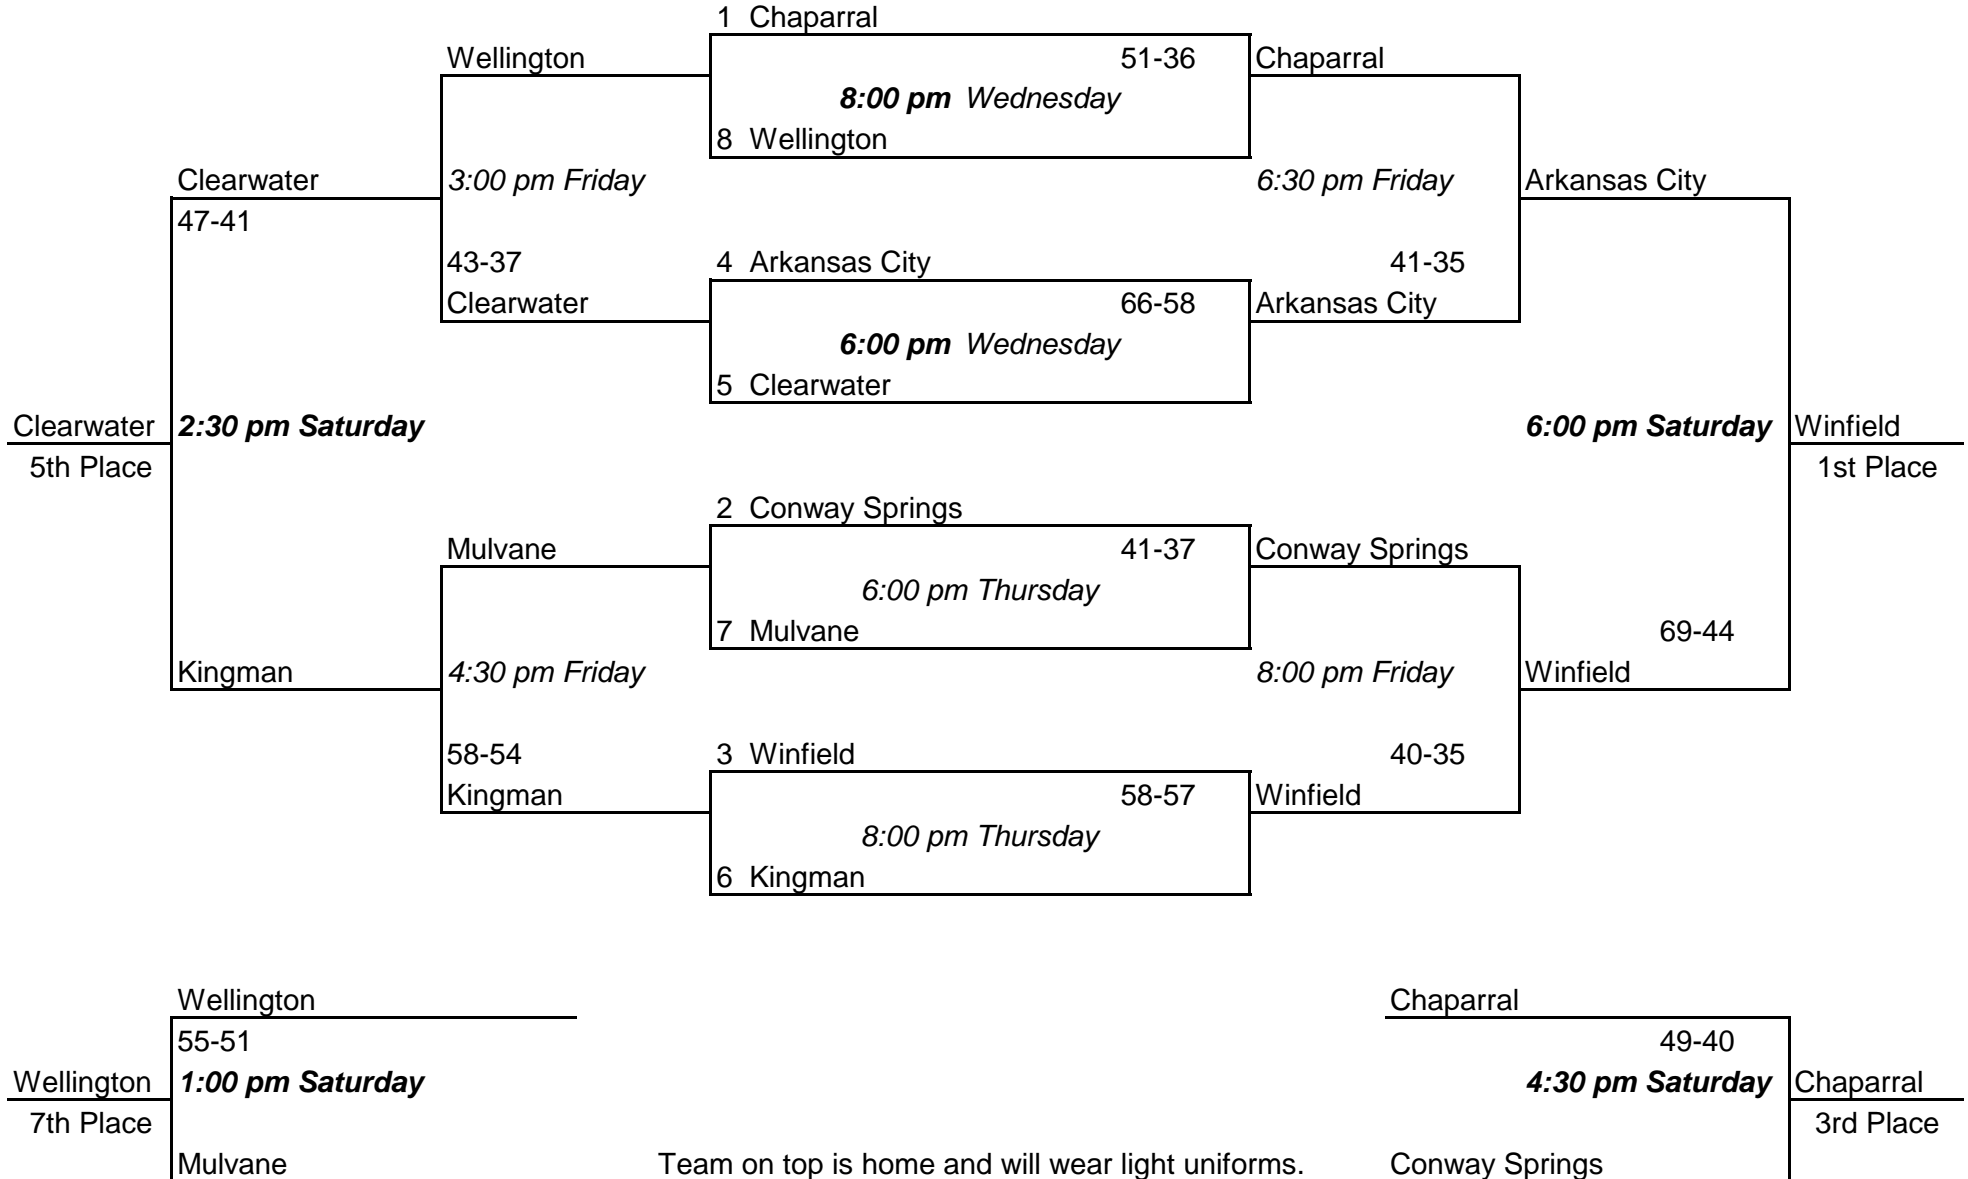 1 Chaparral
Wellington 51-36 Chaparral
8:00 pm Wednesday
8 Wellington
Clearwater 3:00 pm Friday 6:30 pm Friday Arkansas City
47-41
43-37 4 Arkansas City 41-35
Clearwater 66-58 Arkansas City
6:00 pm Wednesday
5 Clearwater
Clearwater 2:30 pm Saturday 6:00 pm Saturday Winfield
5th Place 1st Place
2 Conway Springs
Mulvane 41-37 Conway Springs
6:00 pm Thursday
7 Mulvane 69-44
Kingman 4:30 pm Friday 8:00 pm Friday Winfield
58-54 3 Winfield 40-35
Kingman 58-57 Winfield
8:00 pm Thursday
6 Kingman
Wellington Chaparral
55-51 49-40
Wellington 1:00 pm Saturday 4:30 pm Saturday Chaparral
7th Place 3rd Place
Mulvane Team on top is home and will wear light uniforms. Conway Springs